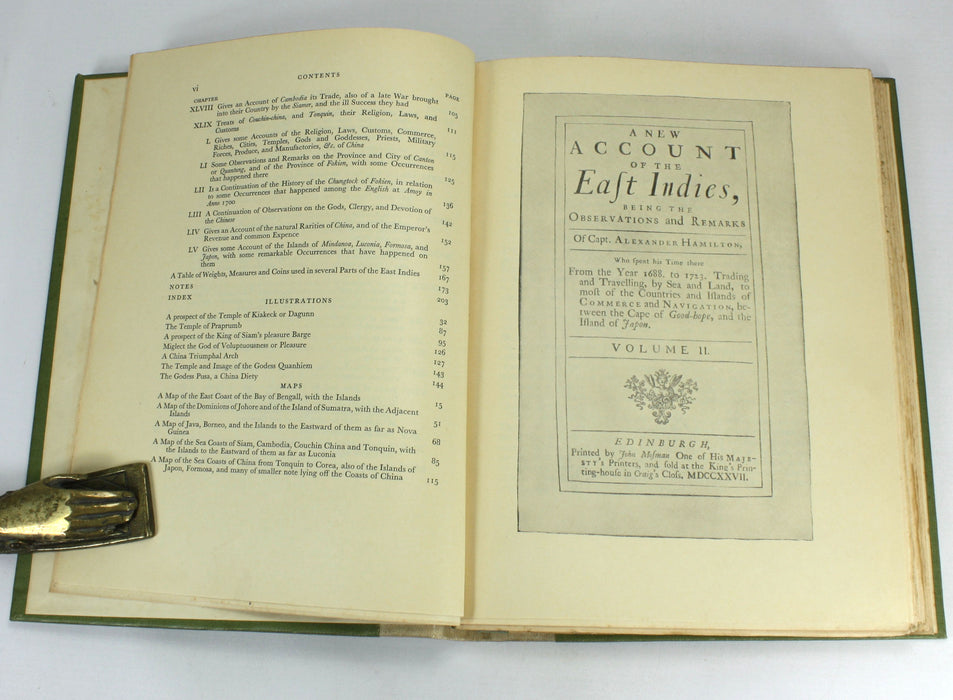 vi
CONTENTS
CHAPTER
PAGE
XLVIII Gives an Account of Cambodia its Trade, also of a late War brought
into their Country by the Siamer, and the ill Success they had
105
XLIX Treats of Couchin-china, and Tonquin, their Religion, Laws, and
Customs
111
L Gives some Accounts of the Religion, Laws, Customs, Commerce,
Riches, Cities, Temples, Gods and Goddesses, Priests, Military
Forces, Produce, and Manufactories, &c. of China
115
LI Some Observations and Remarks on the Province and City of Canton
or Quantung, and of the Province of Fokien, with some Occurrences
that happened there
125
LII Is a Continuation of the History of the Chungtock of Fokien, in relation
to some Occurrences that happened among the English at Amoy in
Anno 1700
136
LIII A Continuation of Observations on the Gods, Clergy, and Devotion of
the Chinese
142
LIV Gives an Account of the natural Rarities of China, and of the Emperor's
Revenue and common Expence
152
LV Gives some Account of the Islands of Mindanoa, Luconia, Formosa, and
Japon, with some remarkable Occurrences that have happened on
them
157
A Table of Weights, Measures and Coins used in several Parts of the East Indies
167
NOTES
173
INDEX
203
ILLUSTRATIONS
A prospect of the Temple of Kiakeck or Dagunn
32
The Temple of Praprumb
87
A prospect of the King of Siam's pleasure Barge
95
Miglect the God of Voluptuousness or Pleasure
126
A China Triumphal Arch
127
The Temple and Image of the Godess Quanhiem
143
The Godess Pusa, a China Diety
144
MAPS
A Map of the East Coast of the Bay of Bengall, with the Islands
15
A Map of the Dominions of Johore and of the Island of Sumatra, with the Adjacent
Islands
51
A Map of Java, Borneo, and the Islands to the Eastward of them as far as Nova
Guinea
68
A Map of the Sea Coasts of Siam, Cambodia, Couchin China and Tonquin, with
the Islands to the Eastward of them as far as Luconia
85
A Map of the Sea Coasts of China from Tonquin to Corea, also of the Islands of
Japon, Formosa, and many of smaller note lying off the Coasts of China
115
A NEW
ACCOUNT
OF THE
Eaſt Indies,
BEING THE
OBSERVATIONS and REMARKS
Of Capt. ALEXANDER HAMILTON,
Who ſpent his Time there
From the Year 1688. to 1723. Trading
and Travelling, by Sea and Land, to
moſt of the Countries and Iſlands of
COMMERCE and NAVIGATION, be-
tween the Cape of Good-hope, and the
Iſland of Japon.
VOLUME II.
EDINBURGH,
Printed by John Moſman One of His MAJE-
STY'S Printers, and ſold at the King's Prin-
ting-houſe in Craig's Cloſs. MDCCXXVII.